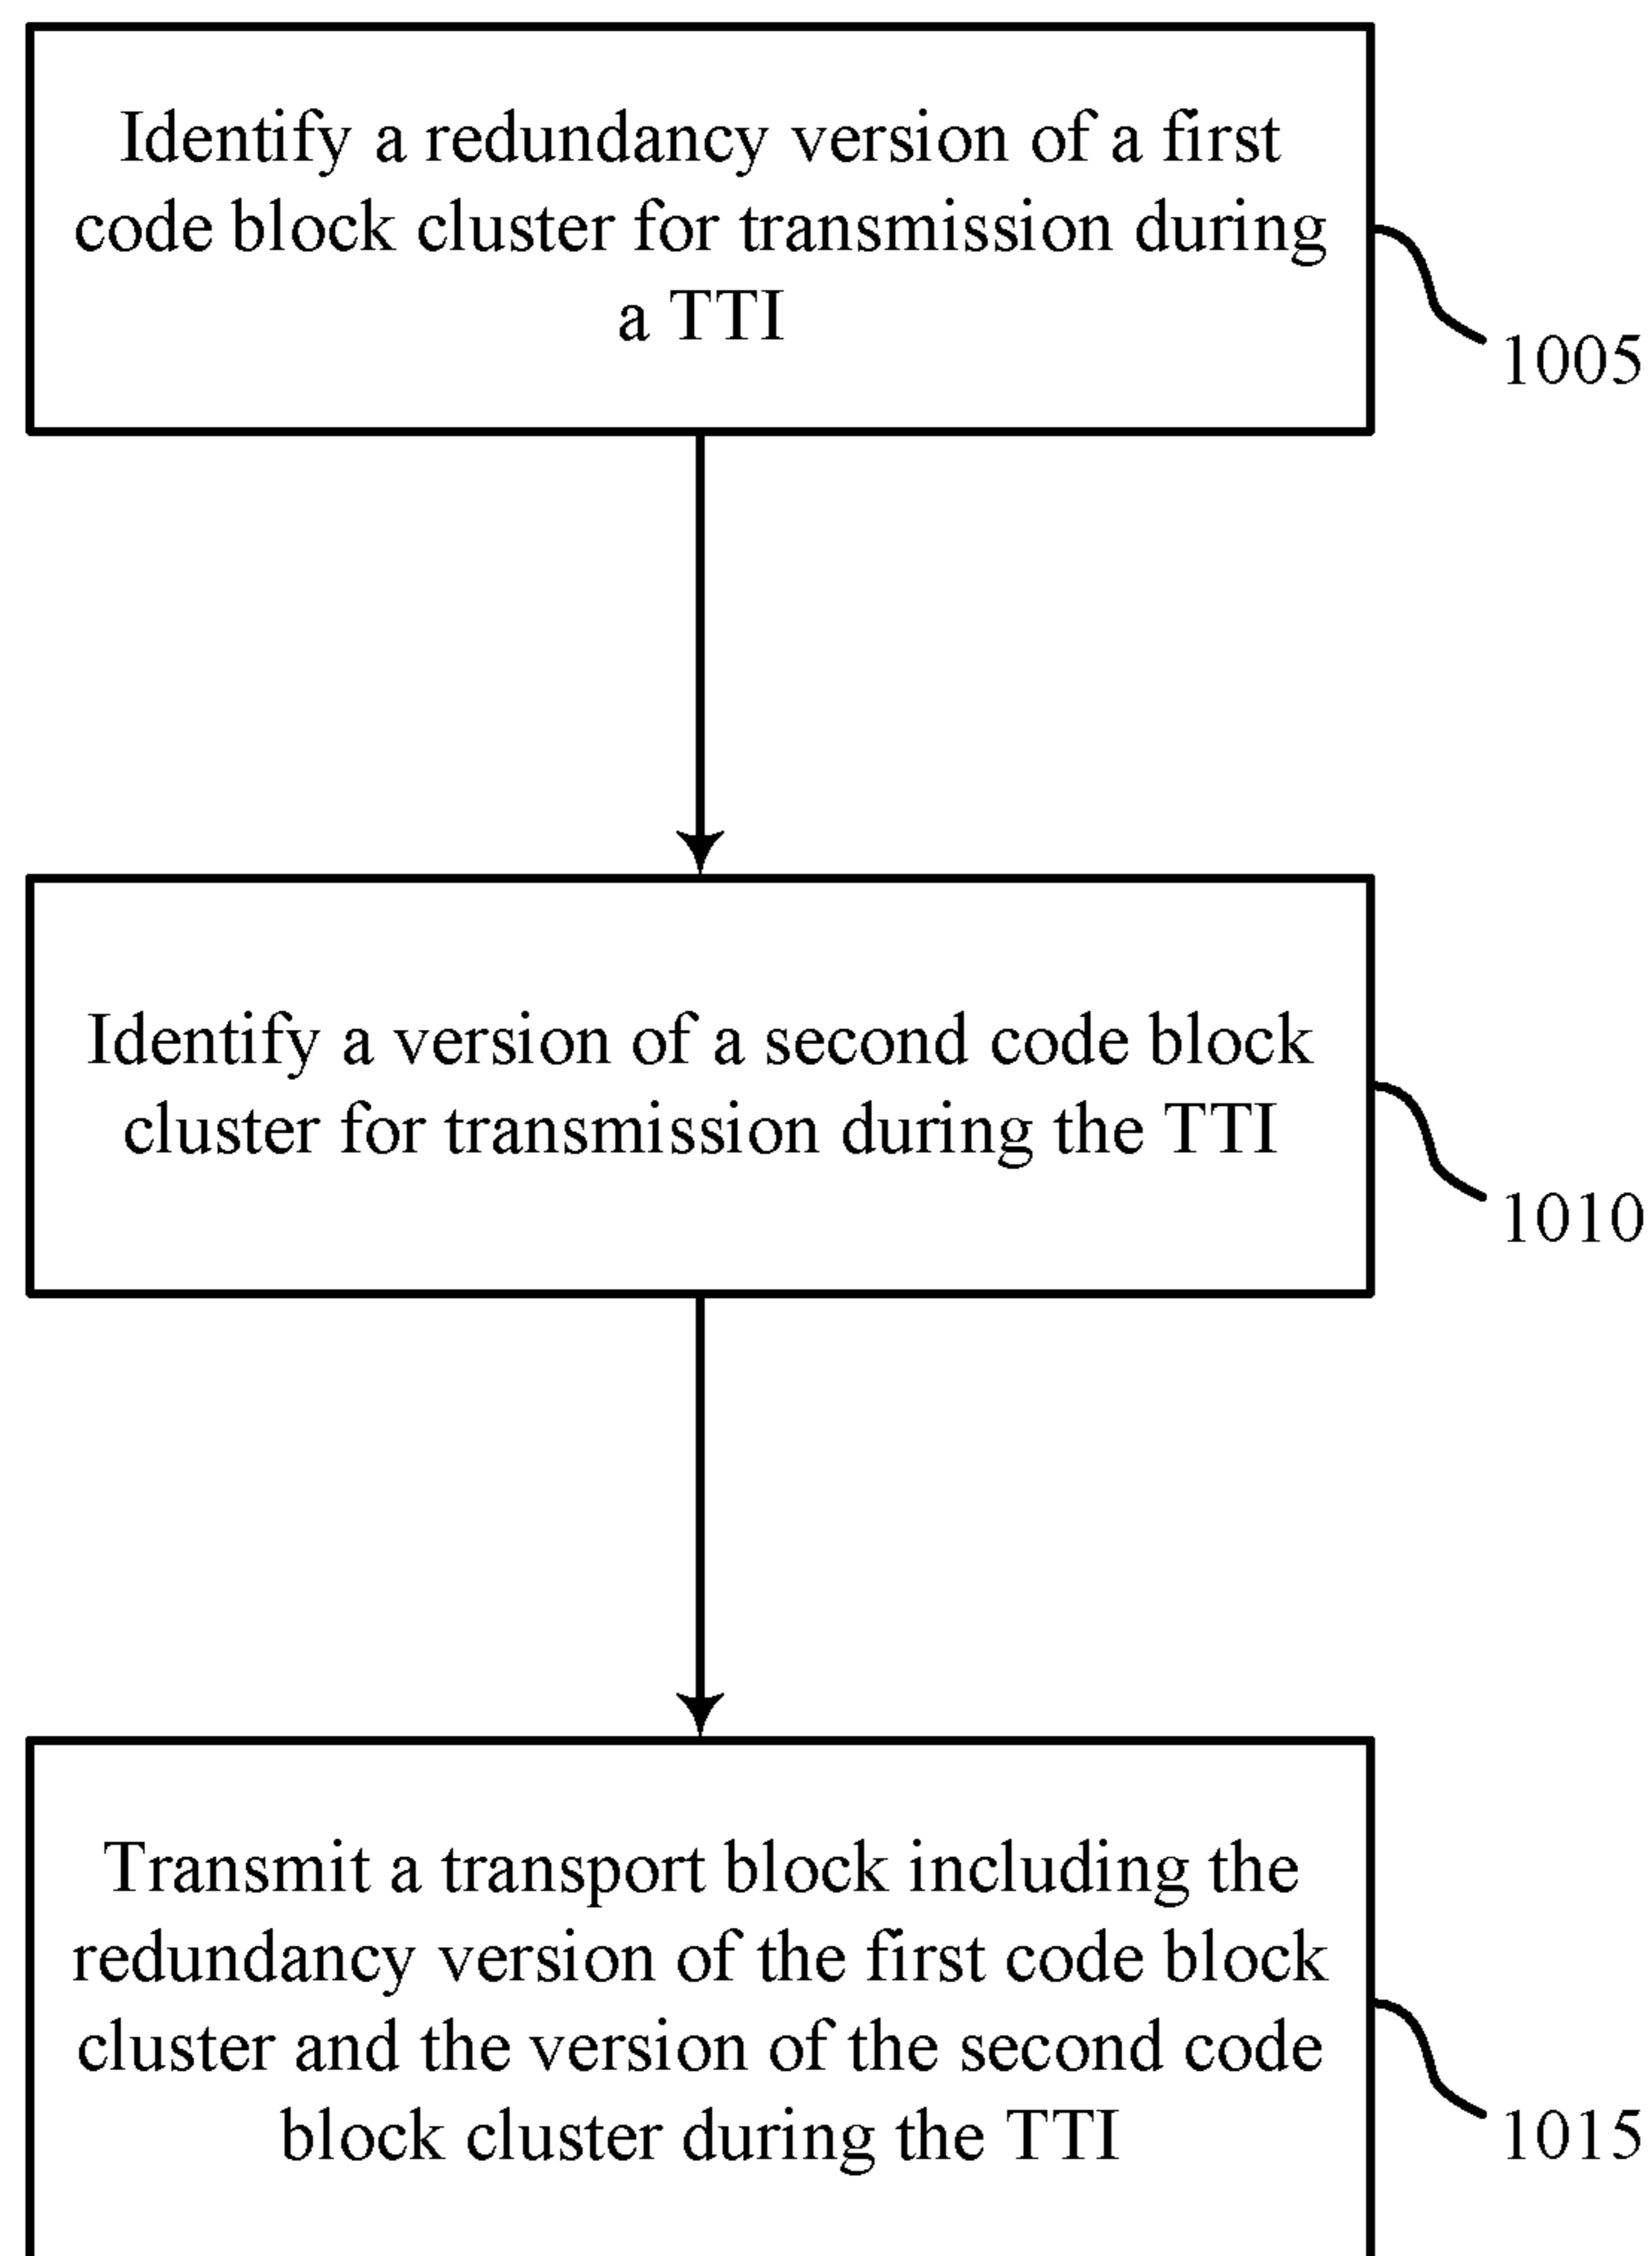 Identify a redundancy version of a first
code block cluster for transmission during
a TTI
1005
Identify a version of a second code block
cluster for transmission during the TTI
1010
Transmit a transport block including the
redundancy version of the first code block
cluster and the version of the second code
block cluster during the TTI
1015